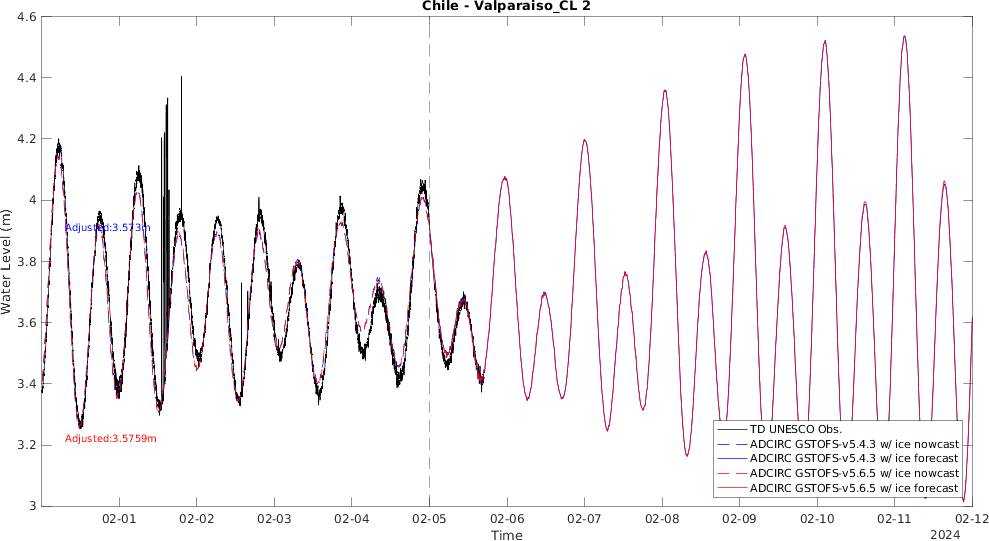 Chile - Valparaiso_CL 2
4.6
4.4
4.2
4
3.8
3.6
3.4
3.2
3
Water Level (m)
Adjusted:3.573m
Adjusted:3.5759m
TD UNESCO Obs.
ADCIRC GSTOFS-v5.4.3 w/ ice nowcast
ADCIRC GSTOFS-v5.4.3 w/ ice forecast
ADCIRC GSTOFS-v5.6.5 w/ ice nowcast
ADCIRC GSTOFS-v5.6.5 w/ ice forecast
02-01 02-02 02-03 02-04 02-05 02-06 02-07 02-08 02-09 02-10 02-11 02-12
Time
2024